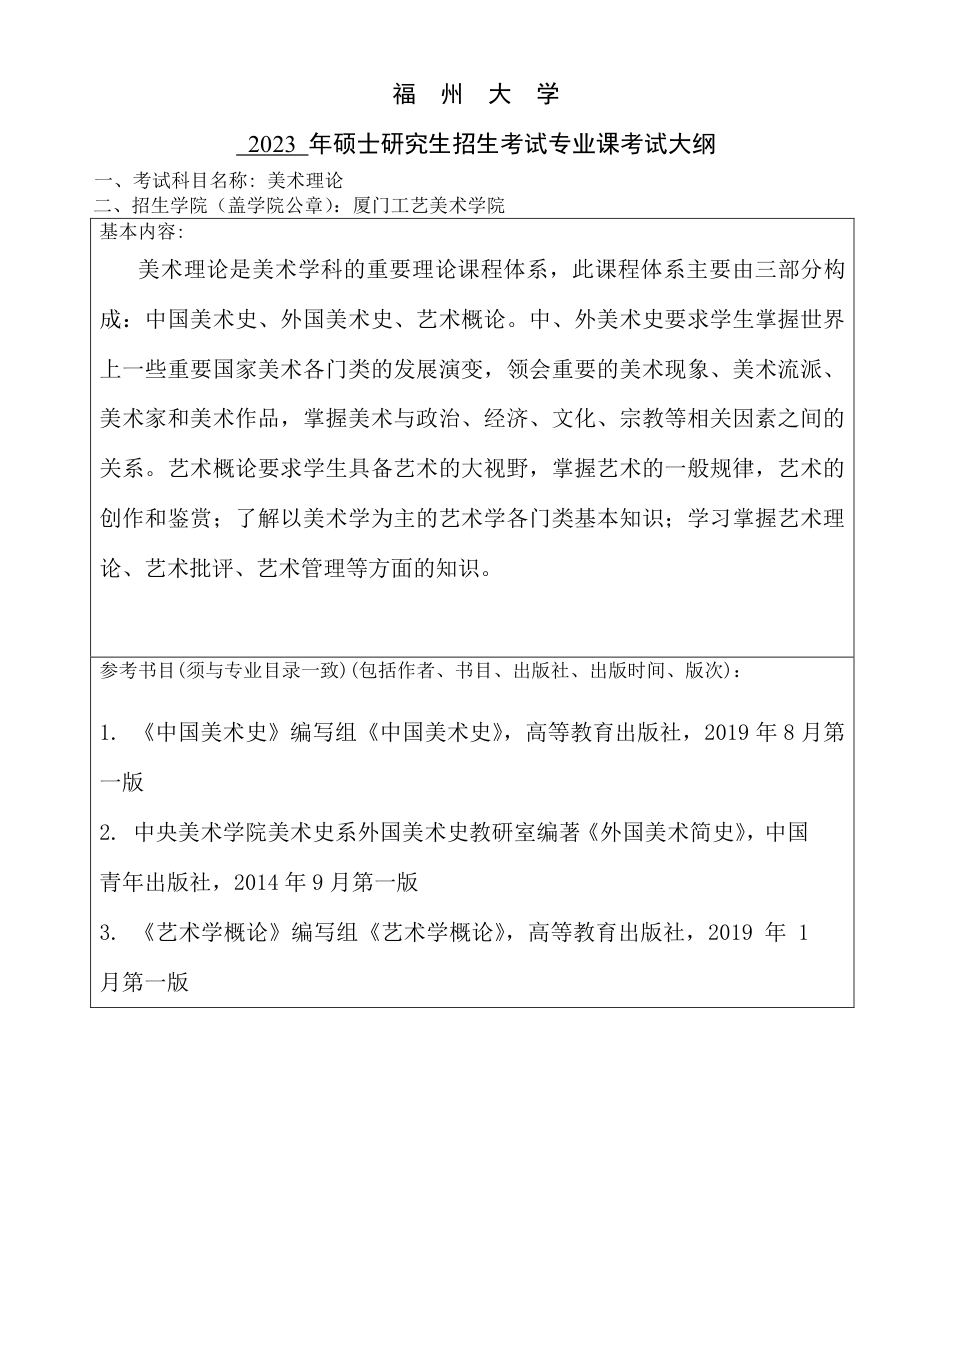 福 州 大 学
2023 年硕士研究生招生考试专业课考试大纲
一、考试科目名称: 美术理论
二、招生学院（盖学院公章）: 厦门工艺美术学院
基本内容:
美术理论是美术学科的重要理论课程体系，此课程体系主要由三部分构
成：中国美术史、外国美术史、艺术概论。中、外美术史要求学生掌握世界
上一些重要国家美术各门类的发展演变，领会重要的美术现象、美术流派、
美术家和美术作品，掌握美术与政治、经济、文化、宗教等相关因素之间的
关系。艺术概论要求学生具备艺术的大视野，掌握艺术的一般规律，艺术的
创作和鉴赏；了解以美术学为主的艺术学各门类基本知识；学习掌握艺术理
论、艺术批评、艺术管理等方面的知识。
参考书目(须与专业目录一致)(包括作者、书目、出版社、出版时间、版次):
1. 《中国美术史》编写组《中国美术史》，高等教育出版社，2019 年 8 月第
一版
2. 中央美术学院美术史系外国美术史教研室编著《外国美术简史》，中国
青年出版社，2014 年 9 月第一版
3. 《艺术学概论》编写组《艺术学概论》，高等教育出版社，2019 年 1
月第一版